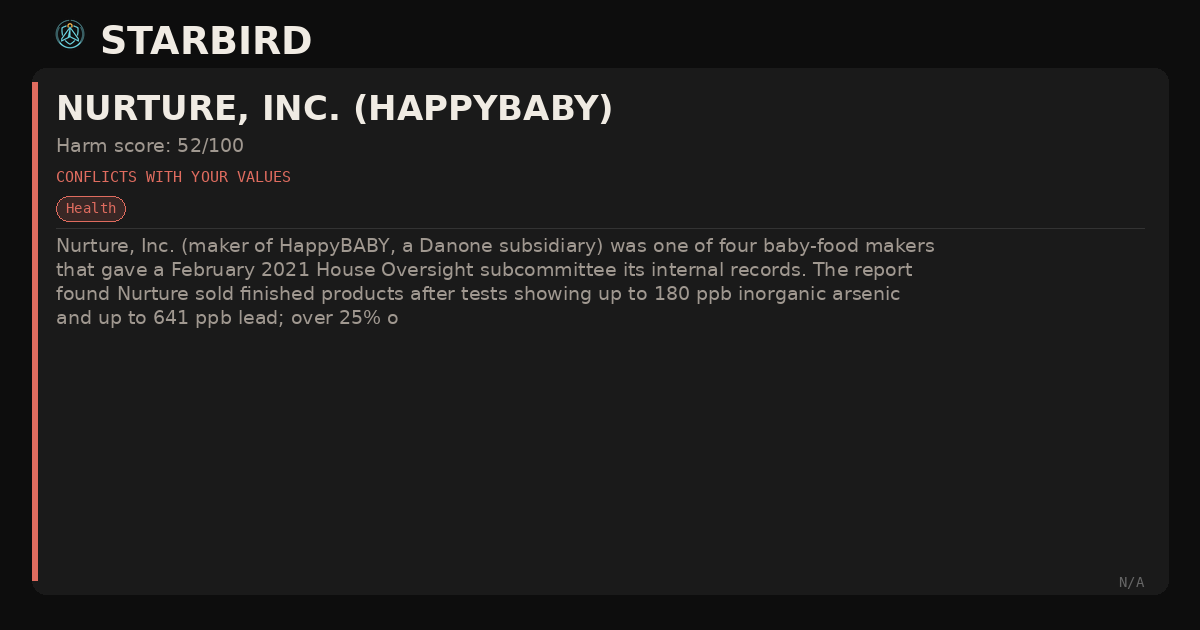 STARBIRD
NURTURE, INC. (HAPPYBABY)
Harm score: 52/100
CONFLICTS WITH YOUR VALUES
Health
Nurture, Inc. (maker of HappyBABY, a Danone subsidiary) was one of four baby-food makers
that gave a February 2021 House Oversight subcommittee its internal records. The report
found Nurture sold finished products after tests showing up to 180 ppb inorganic arsenic
and up to 641 ppb lead; over 25% o
N/A